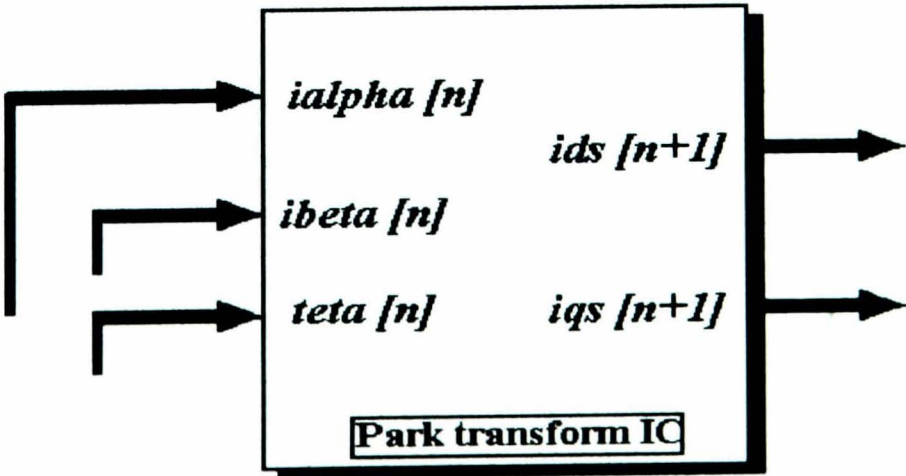 ialpha [n]
ids [n+1]
ibeta [n]
teta [n]
iqs [n+1]
Park transform IC